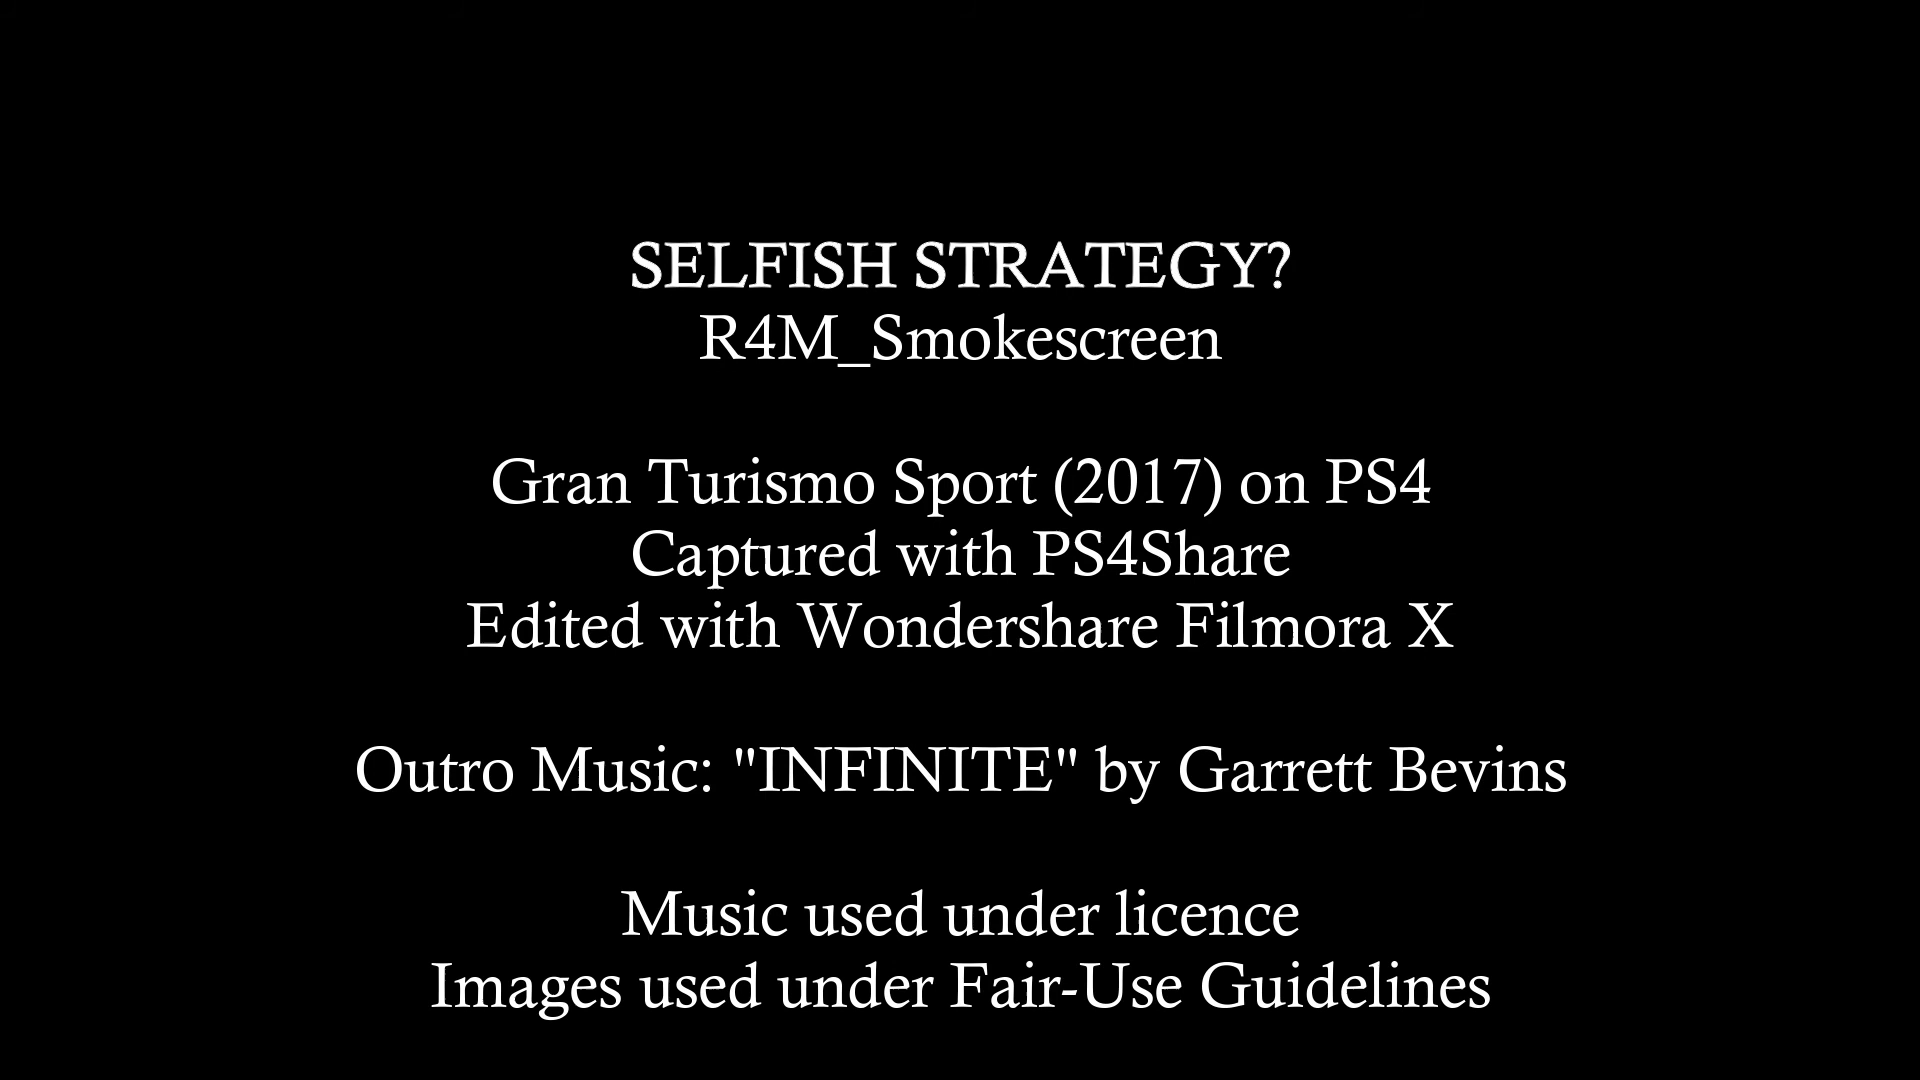 SELFISH STRATEGY?
R4M_Smokescreen
Gran Turismo Sport (2017) on PS4
Captured with PS4Share
Edited with Wondershare Filmora X
Outro Music: "INFINITE" by Garrett Bevins
Music used under licence
Images used under Fair-Use Guidelines